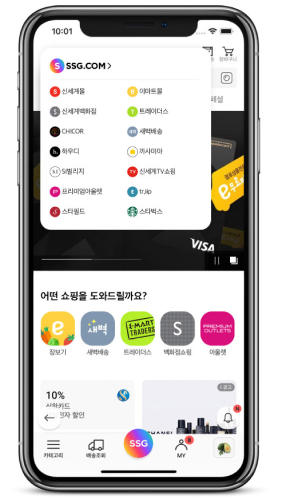 10:01
장바구니
S SSG.COM >
신세계몰
이마트몰
신세계백화점
트레이더스
CHICOR
새벽배송
하우디
까사미아
S.I.빌리지
TV 신세계TV쇼핑
프리미엄아울렛
tr.ip
스타필드
스타벅스
VISA
어떤 쇼핑을 도와드릴까요?
e
새벽
E-MART TRADERS
S
PREMIUM OUTLETS
장보기
새벽배송
트레이더스
백화점쇼핑
아울렛
10%
광고
카테고리
배송조회
SSG
MY
N